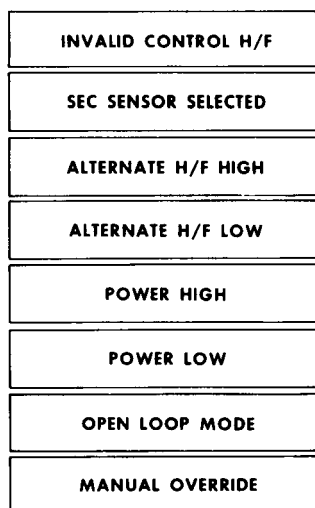 INVALID CONTROL H/F
SEC SENSOR SELECTED
ALTERNATE H/F HIGH
ALTERNATE H/F LOW
POWER HIGH
POWER LOW
OPEN LOOP MODE
MANUAL OVERRIDE